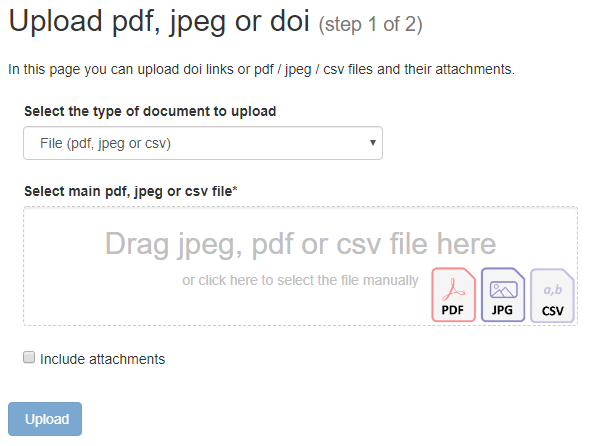 Upload pdf, jpeg or doi (step 1 of 2)
In this page you can upload doi links or pdf / jpeg / csv files and their attachments.
Select the type of document to upload
File (pdf, jpeg or csv)
Select main pdf, jpeg or csv file*
Drag jpeg, pdf or csv file here
or click here to select the file manually
a,b
PDF JPG CSV
Include attachments
Upload